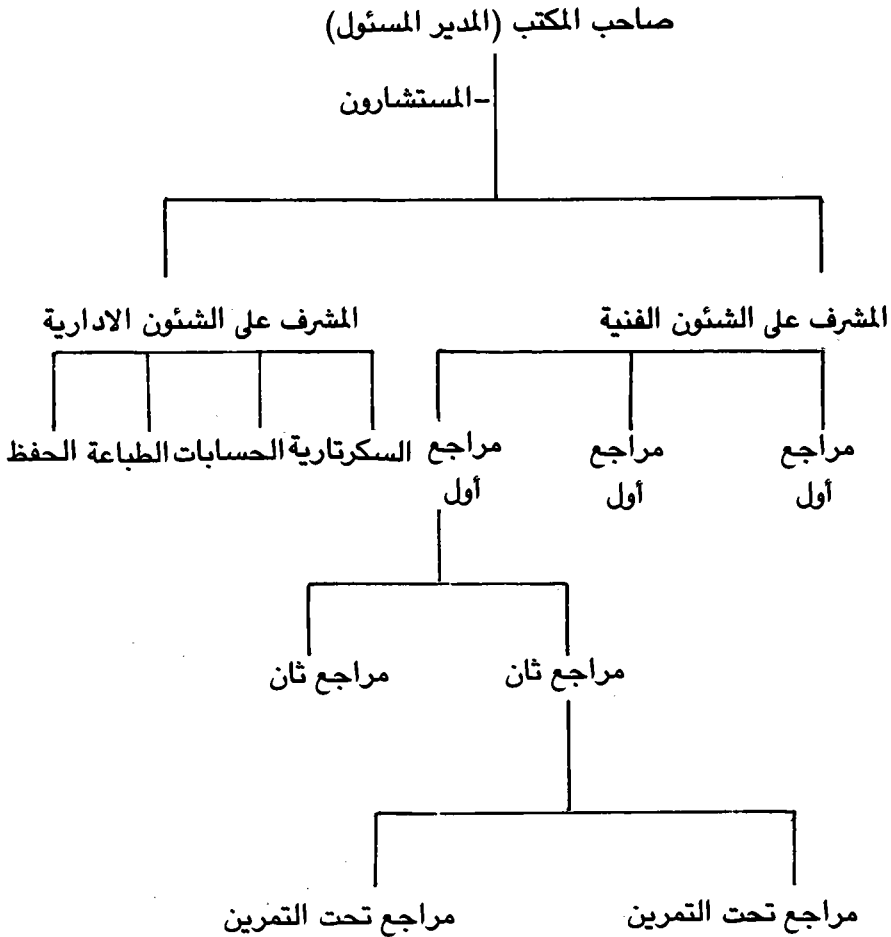 صاحب المكتب (المدير المسئول)
-المستشارون
المشرف على الشئون الفنية
المشرف على الشئون الادارية
مراجع أول
مراجع أول
مراجع أول
السكرتارية
الحسابات
الطباعة
الحفظ
مراجع ثان
مراجع ثان
مراجع تحت التمرين
مراجع تحت التمرين